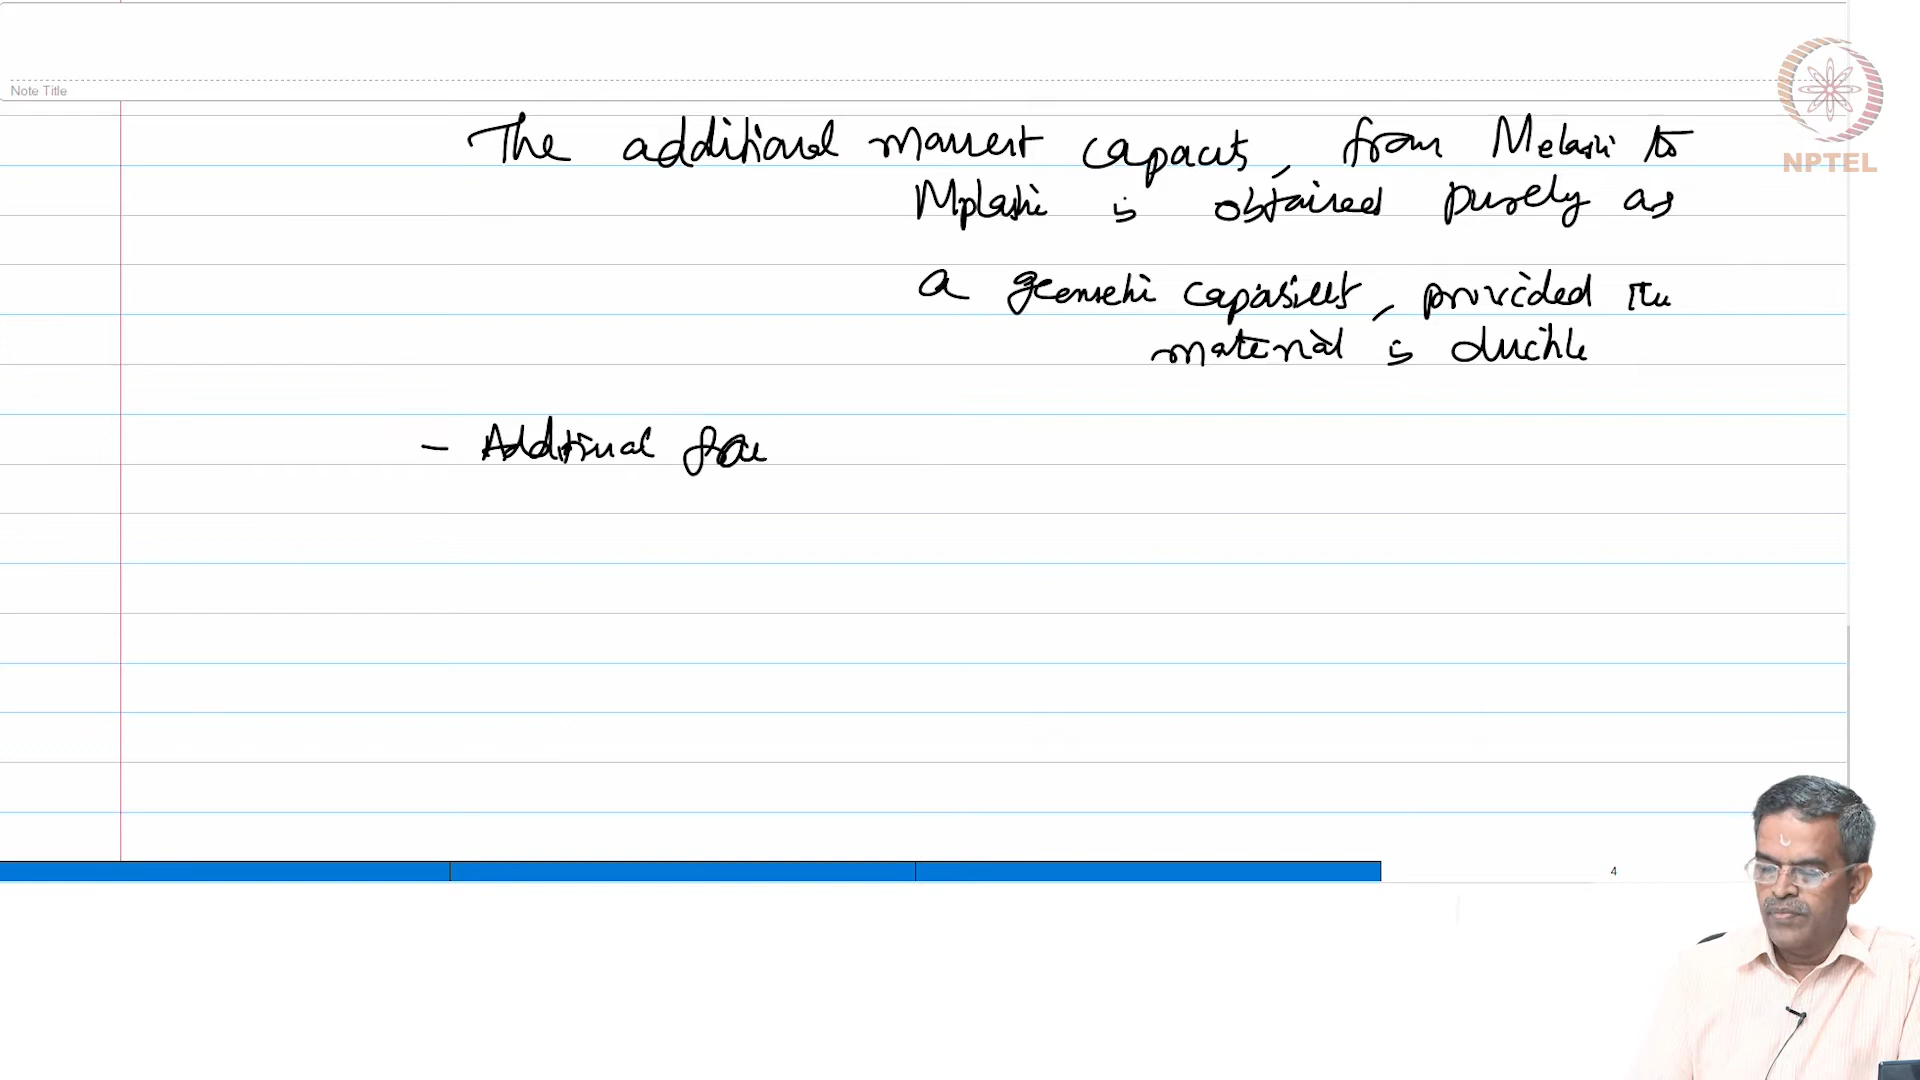 Note Title
NPTEL
The additional moment capacity, from Melastic to
Mplastic is obtained purely as
a geometric capability, provided the
material is ductile
- Additional
4